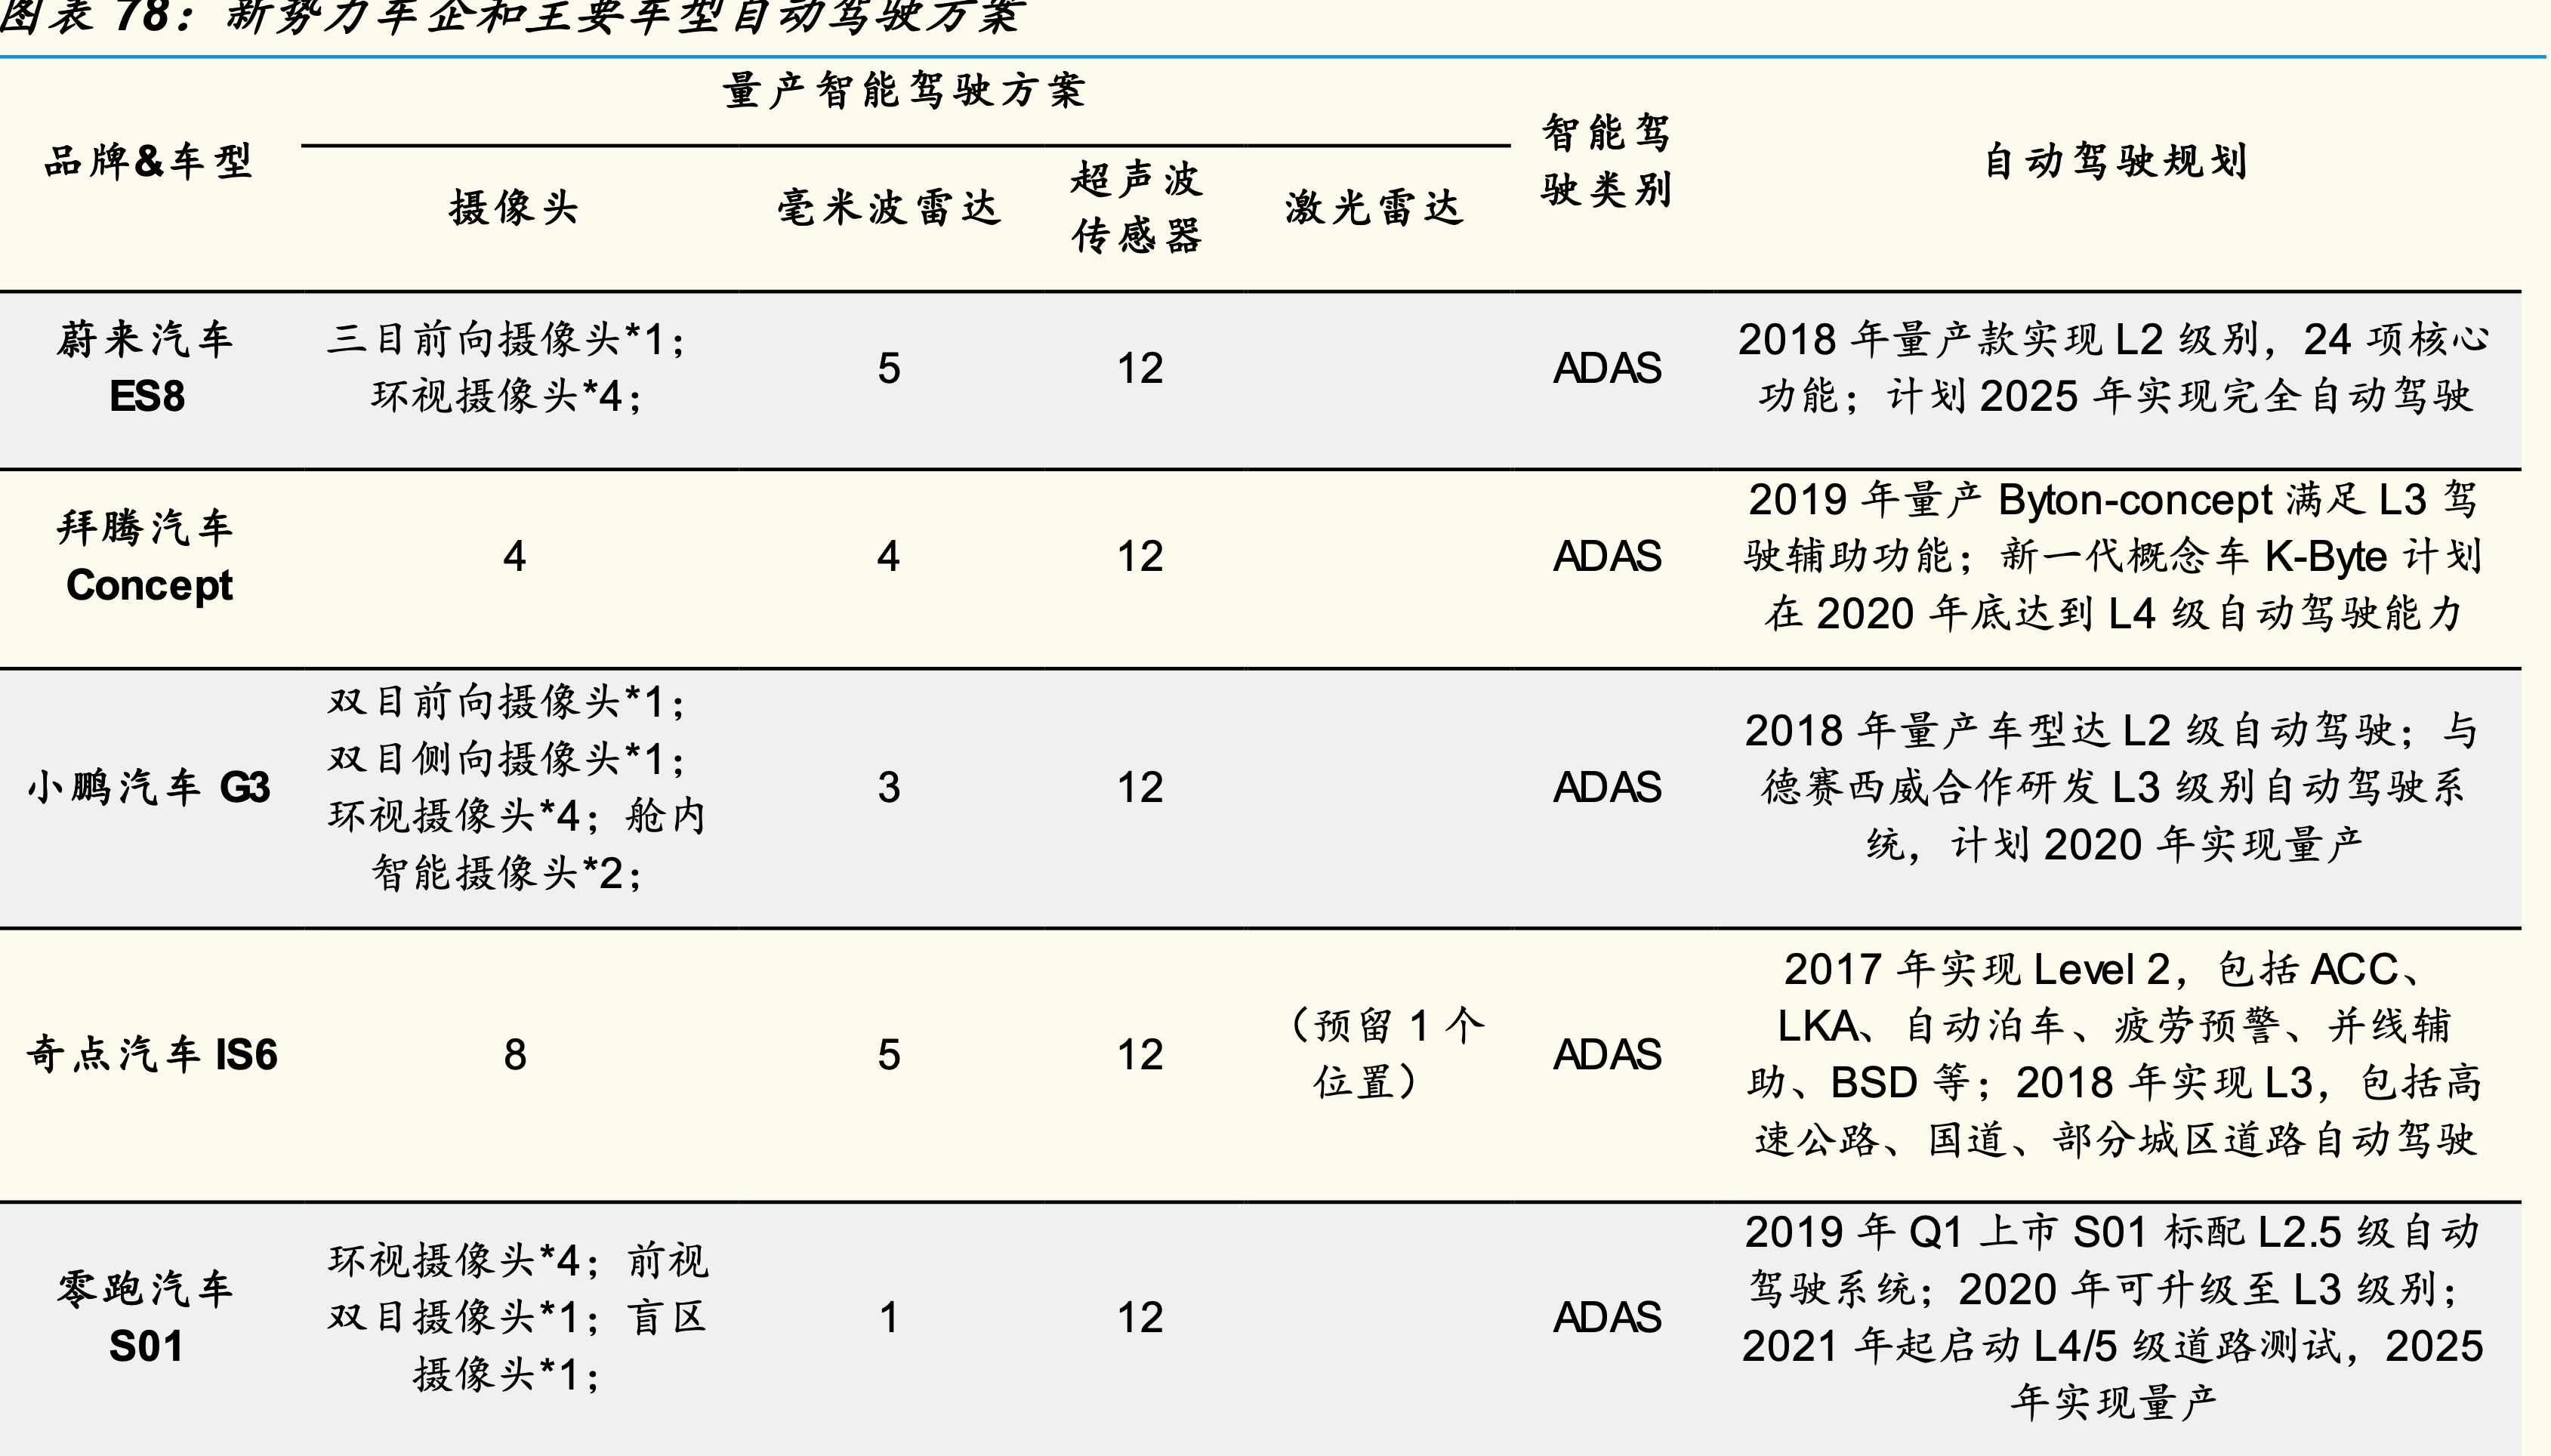 图表 78：新势力车企和主要车型自动驾驶方案
量产智能驾驶方案
品牌&车型
摄像头
毫米波雷达
超声波
传感器
激光雷达
智能驾
驶类别
自动驾驶规划
蔚来汽车
ES8
三目前向摄像头*1；
环视摄像头*4；
5
12
ADAS
2018 年量产款实现 L2 级别，24 项核心
功能；计划 2025 年实现完全自动驾驶
拜腾汽车
Concept
4
4
12
ADAS
2019 年量产 Byton-concept 满足 L3 驾
驶辅助功能；新一代概念车 K-Byte 计划
在 2020 年底达到 L4 级自动驾驶能力
小鹏汽车 G3
双目前向摄像头*1；
双目侧向摄像头*1；
环视摄像头*4；舱内
智能摄像头*2；
3
12
ADAS
2018 年量产车型达 L2 级自动驾驶；与
德赛西威合作研发 L3 级别自动驾驶系
统，计划 2020 年实现量产
奇点汽车 IS6
8
5
12
（预留 1 个
位置）
ADAS
2017 年实现 Level 2，包括 ACC、
LKA、自动泊车、疲劳预警、并线辅
助、BSD 等；2018 年实现 L3，包括高
速公路、国道、部分城区道路自动驾驶
零跑汽车
S01
环视摄像头*4；前视
双目摄像头*1；盲区
摄像头*1；
1
12
ADAS
2019 年 Q1 上市 S01 标配 L2.5 级自动
驾驶系统；2020 年可升级至 L3 级别；
2021 年起启动 L4/5 级道路测试，2025
年实现量产